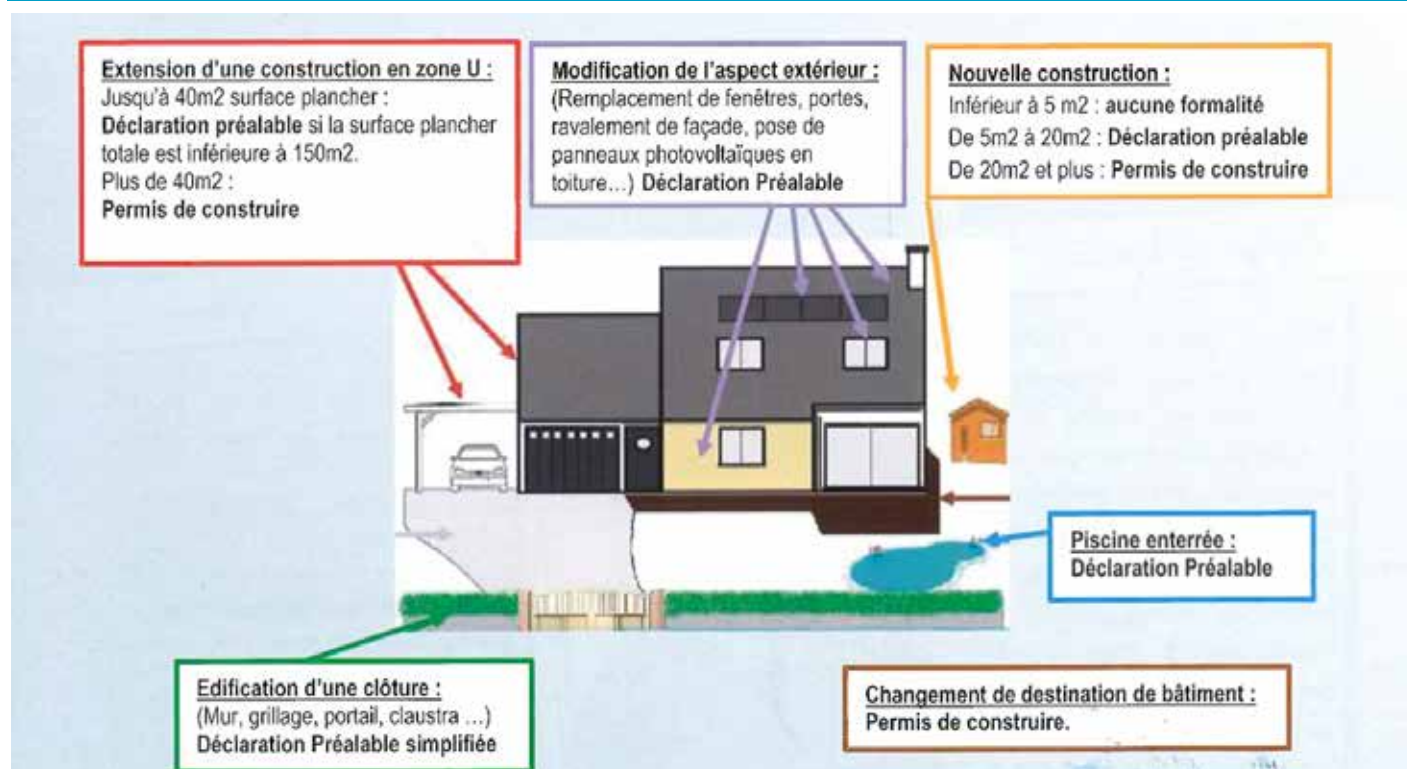 Extension d'une construction en zone U :
Jusqu'à 40m2 surface plancher :
Déclaration préalable si la surface plancher
totale est inférieure à 150m2.
Plus de 40m2 :
Permis de construire
Modification de l'aspect extérieur :
(Remplacement de fenêtres, portes,
ravalement de façade, pose de
panneaux photovoltaïques en
toiture…) Déclaration Préalable
Nouvelle construction :
Inférieur à 5 m2 : aucune formalité
De 5m2 à 20m2 : Déclaration préalable
De 20m2 et plus : Permis de construire
Piscine enterrée :
Déclaration Préalable
Edification d'une clôture :
(Mur, grillage, portail, claustra …)
Déclaration Préalable simplifiée
Changement de destination de bâtiment :
Permis de construire.